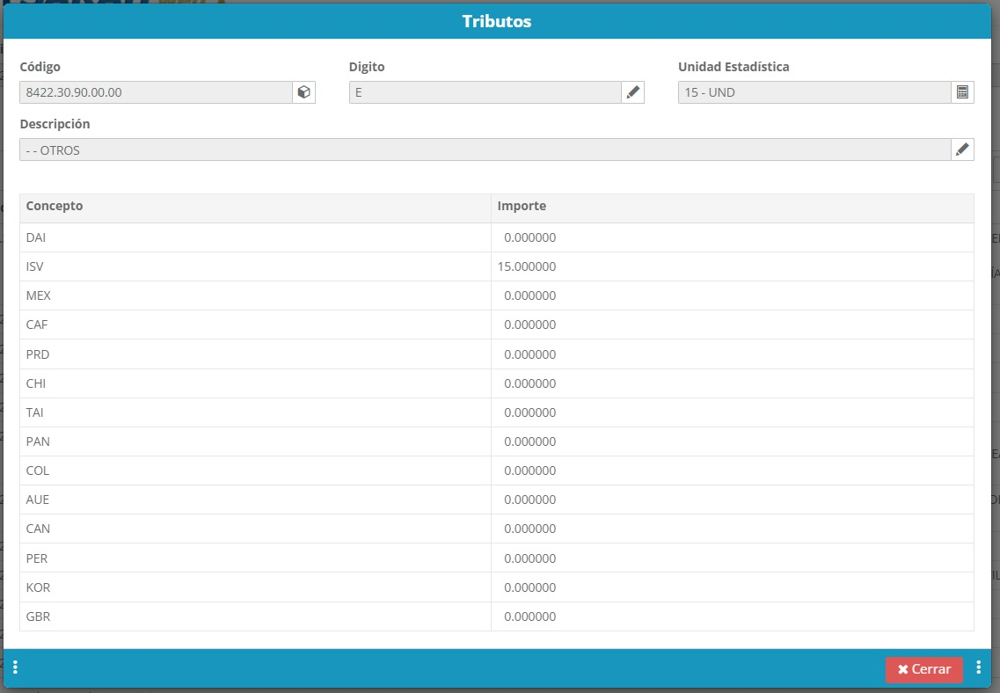 Tributos
Código Digito Unidad Estadística
8422.30.90.00.00 E 15 - UND
Descripción
- - OTROS
Concepto Importe
DAI 0.000000
ISV 15.000000
MEX 0.000000
CAF 0.000000
PRD 0.000000
CHI 0.000000
TAI 0.000000
PAN 0.000000
COL 0.000000
AUE 0.000000
CAN 0.000000
PER 0.000000
KOR 0.000000
GBR 0.000000
Cerrar